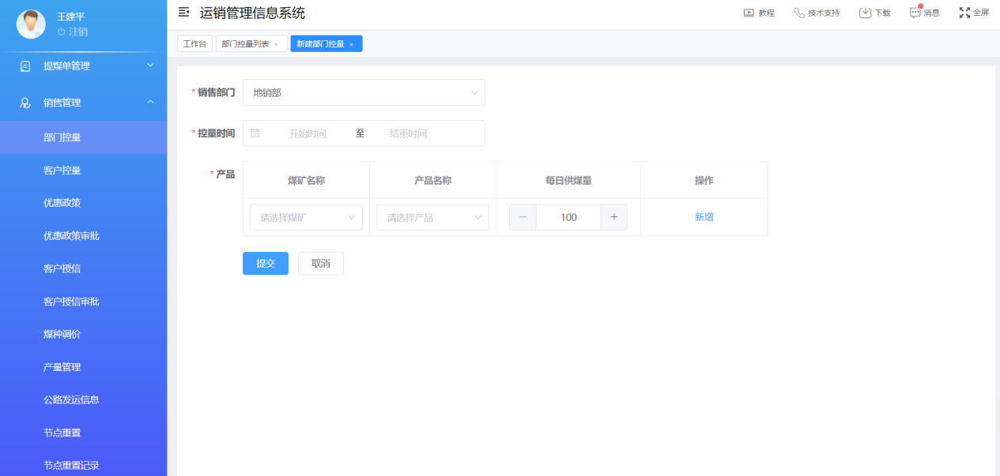 王建平
注销
提煤单管理
销售管理
部门控量
客户控量
优惠政策
优惠政策审批
客户授信
客户授信审批
煤种调价
产量管理
公路发运信息
节点重置
节点重置记录
运销管理信息系统
教程 技术支持 下载 消息 全屏
工作台 部门控量列表 × 新建部门控量 ×
* 销售部门 地销部
* 控量时间 开始时间 至 结束时间
* 产品 煤矿名称 产品名称 每日供煤量 操作
请选择煤矿 请选择产品 − 100 + 新增
提交 取消